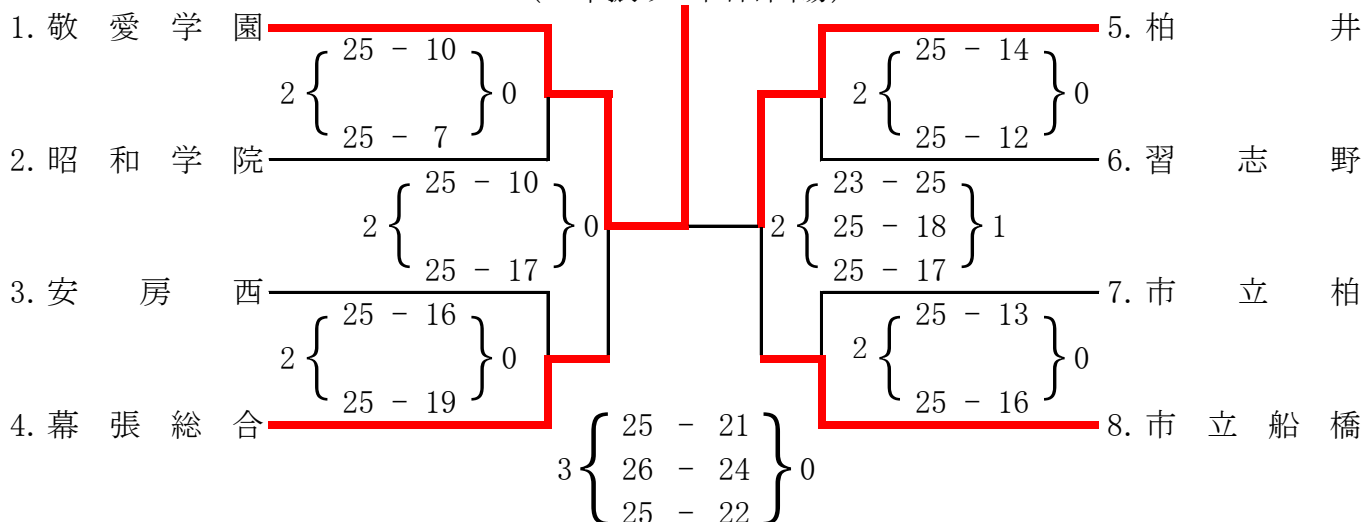 1. 敬愛学園
5. 柏井
25 - 10
2 0
25 - 7
25 - 14
2 0
25 - 12
2. 昭和学院
6. 習志野
25 - 10
2 0
25 - 17
23 - 25
2 25 - 18 1
25 - 17
3. 安房西
7. 市立柏
25 - 16
2 0
25 - 19
25 - 13
2 0
25 - 16
4. 幕張総合
8. 市立船橋
25 - 21
3 26 - 24 0
25 - 22